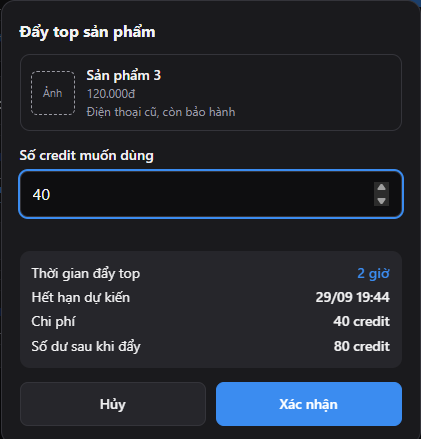 Đẩy top sản phẩm
Ảnh
Sản phẩm 3
120.000đ
Điện thoại cũ, còn bảo hành
Số credit muốn dùng
40
Thời gian đẩy top 2 giờ
Hết hạn dự kiến 29/09 19:44
Chi phí 40 credit
Số dư sau khi đẩy 80 credit
Hủy Xác nhận